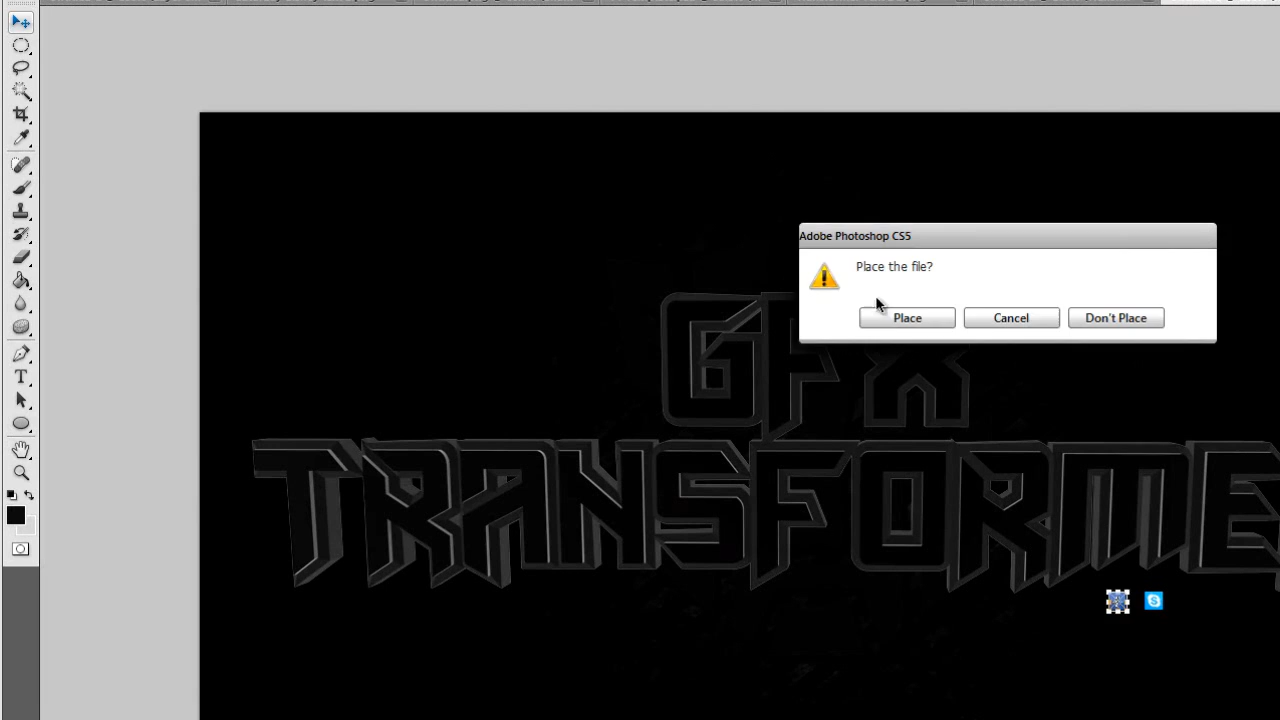 Adobe Photoshop CS5
Place the file?
Place
Cancel
Don't Place
GFX
TRANSFORME